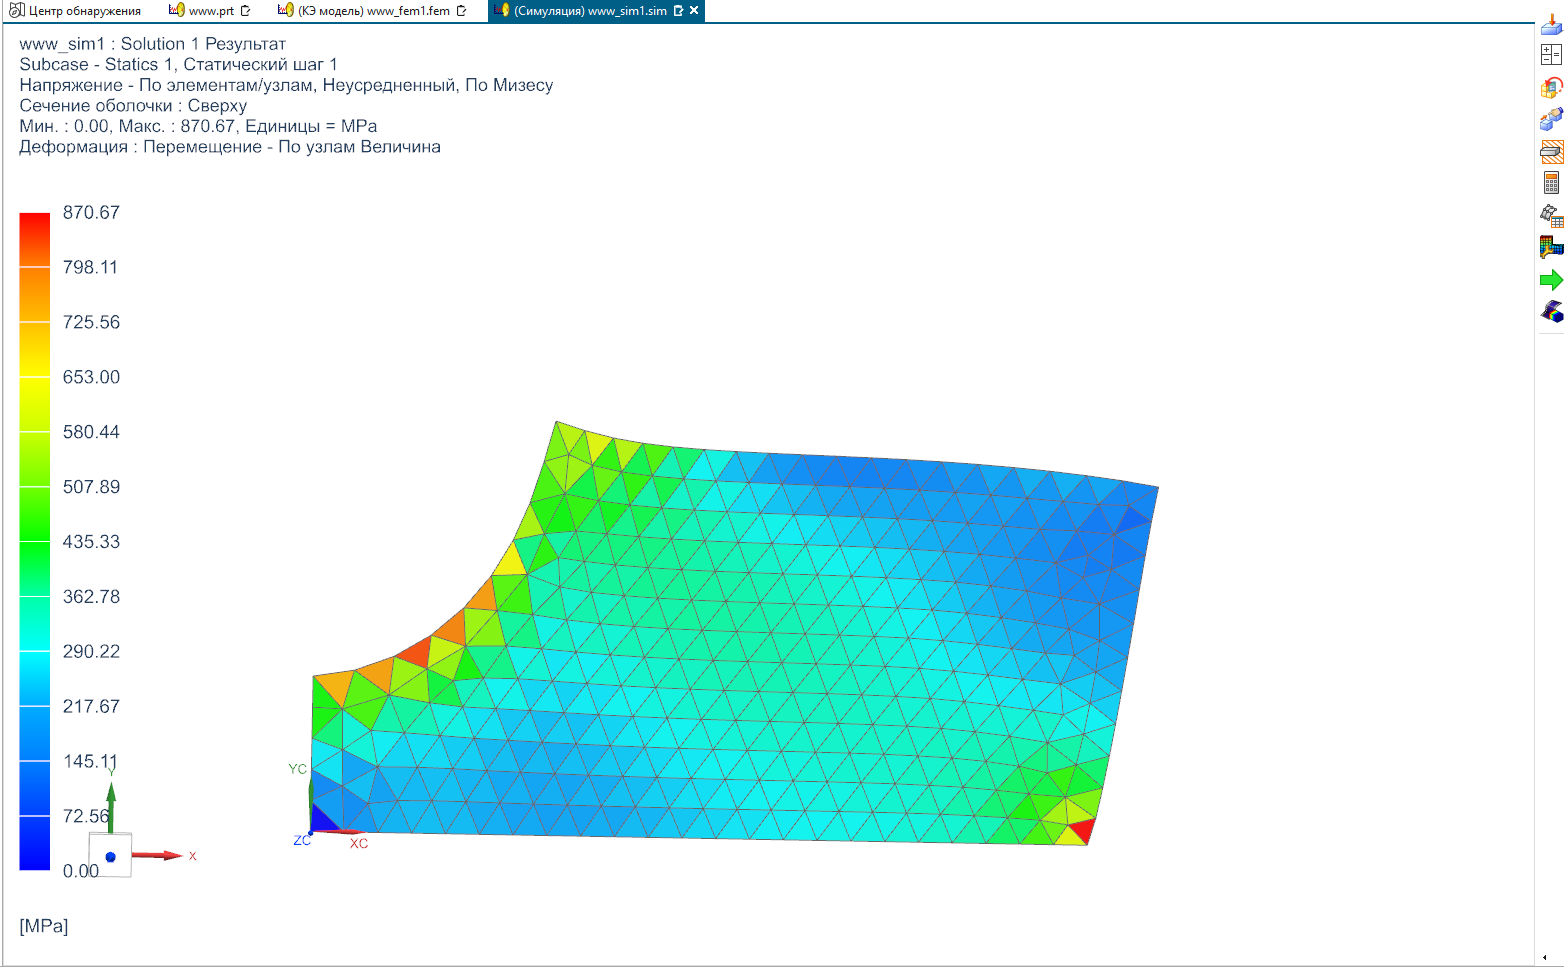 Центр обнаружения www.prt (КЭ модель) www_fem1.fem (Симуляция) www_sim1.sim
www_sim1 : Solution 1 Результат
Subcase - Statics 1, Статический шаг 1
Напряжение - По элементам/узлам, Неусредненный, По Мизесу
Сечение оболочки : Сверху
Мин. : 0.00, Макс. : 870.67, Единицы = MPa
Деформация : Перемещение - По узлам Величина
870.67
798.11
725.56
653.00
580.44
507.89
435.33
362.78
290.22
217.67
145.11
72.56
0.00
[MPa]
Y
X
YC
ZC
XC